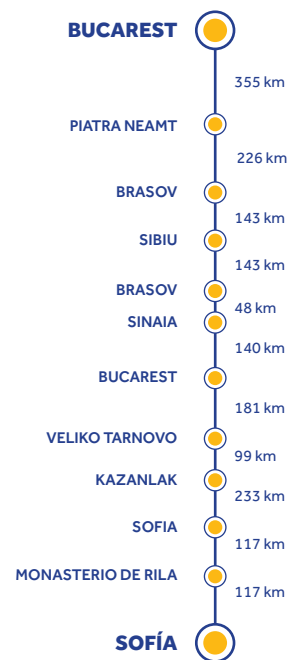 BUCAREST
355 km
PIATRA NEAMT
226 km
BRASOV
143 km
SIBIU
143 km
BRASOV
48 km
SINAIA
140 km
BUCAREST
181 km
VELIKO TARNOVO
99 km
KAZANLAK
233 km
SOFIA
117 km
MONASTERIO DE RILA
117 km
SOFÍA